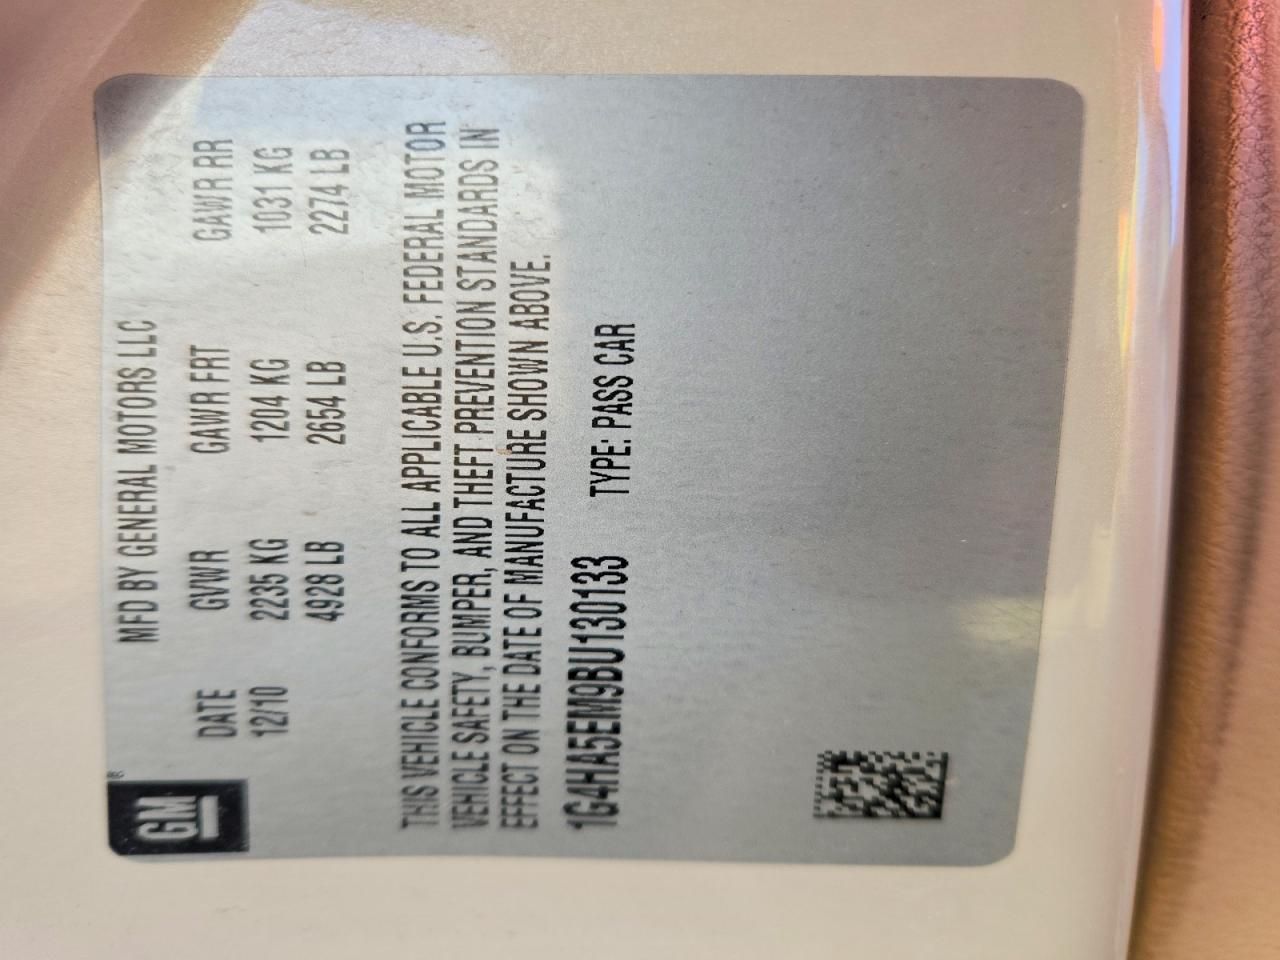 GM®
MFD BY GENERAL MOTORS LLC
DATE GVWR GAWR FRT GAWR RR
12/10 2235 KG 1204 KG 1031 KG
4928 LB 2654 LB 2274 LB
THIS VEHICLE CONFORMS TO ALL APPLICABLE U.S. FEDERAL MOTOR
VEHICLE SAFETY, BUMPER, AND THEFT PREVENTION STANDARDS IN
EFFECT ON THE DATE OF MANUFACTURE SHOWN ABOVE.
1G4HA5EM9BU130133 TYPE: PASS CAR